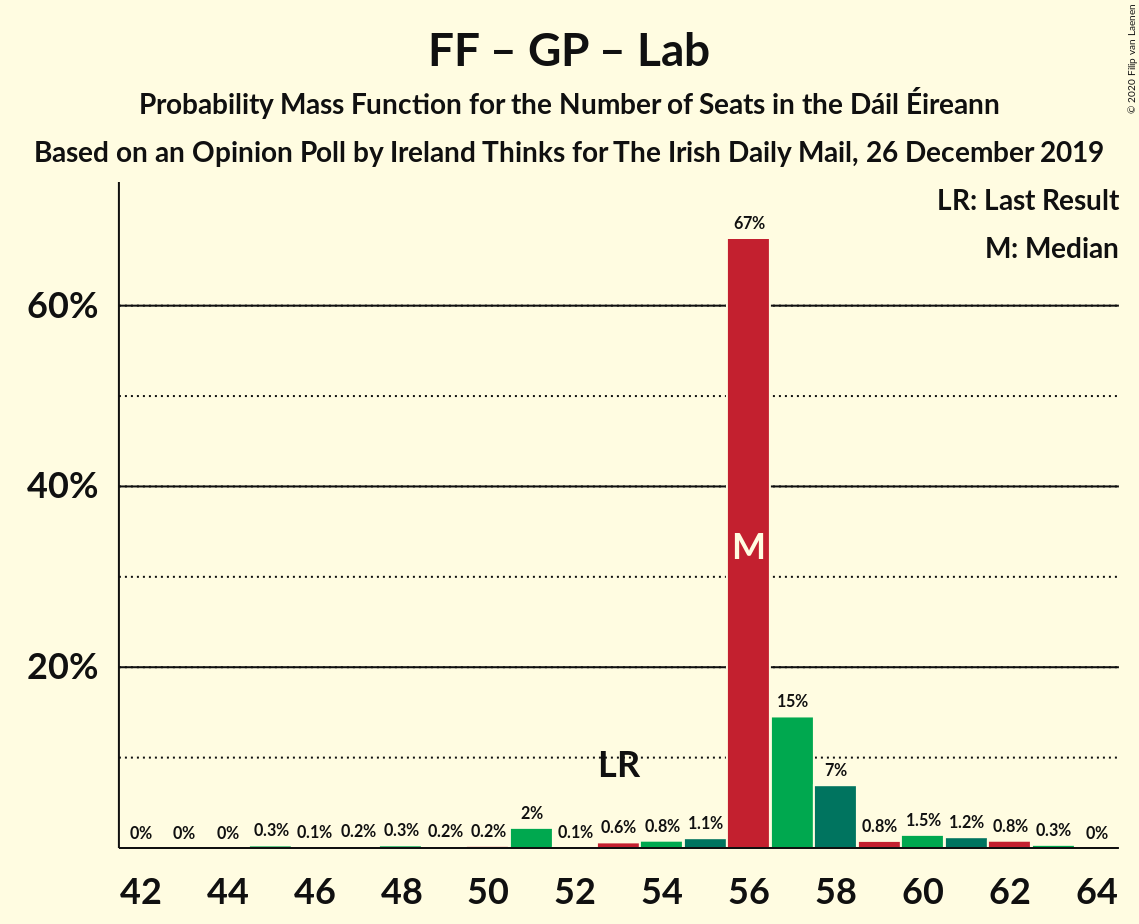 FF – GP – Lab
Probability Mass Function for the Number of Seats in the Dáil Éireann
Based on an Opinion Poll by Ireland Thinks for The Irish Daily Mail, 26 December 2019
© 2020 Filip van Laenen
LR: Last Result
M: Median
67%
60%
40%
M
20%
15%
LR
7%
0% 0% 0% 0.3% 0.1% 0.2% 0.3% 0.2% 0.2% 2% 0.1% 0.6% 0.8% 1.1% 0.8% 1.5% 1.2% 0.8% 0.3% 0%
42 44 46 48 50 52 54 56 58 60 62 64